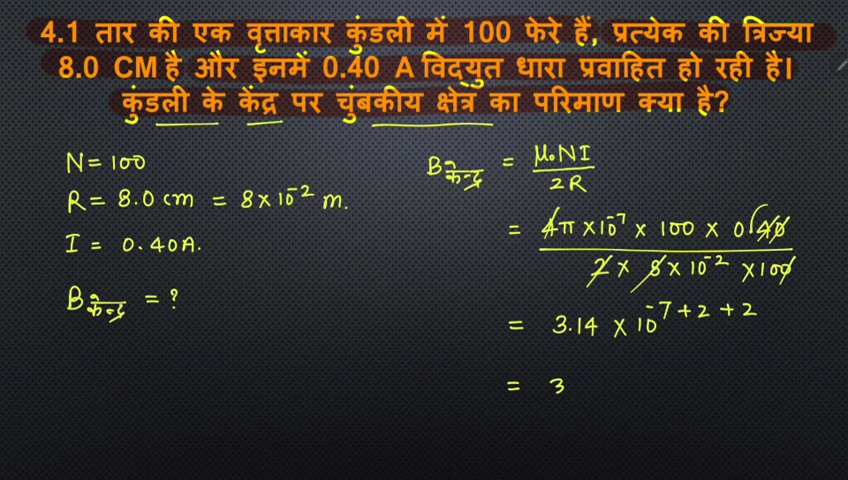 4.1 तार की एक वृत्ताकार कुंडली में 100 फेरे हैं, प्रत्येक की त्रिज्या
8.0 CM है और इनमें 0.40 A विद्युत धारा प्रवाहित हो रही है।
कुंडली के केंद्र पर चुंबकीय क्षेत्र का परिमाण क्या है?
N = 100
R = 8.0 cm = 8 × 10⁻² m.
I = 0.40A.
B केन्द्र = ?
B केन्द्र = μ₀NI / 2R
= 4π × 10⁻⁷ × 100 × 0.40 / 2 × 8 × 10⁻² × 100
= 3.14 × 10⁻⁷⁺²⁺²
= 3